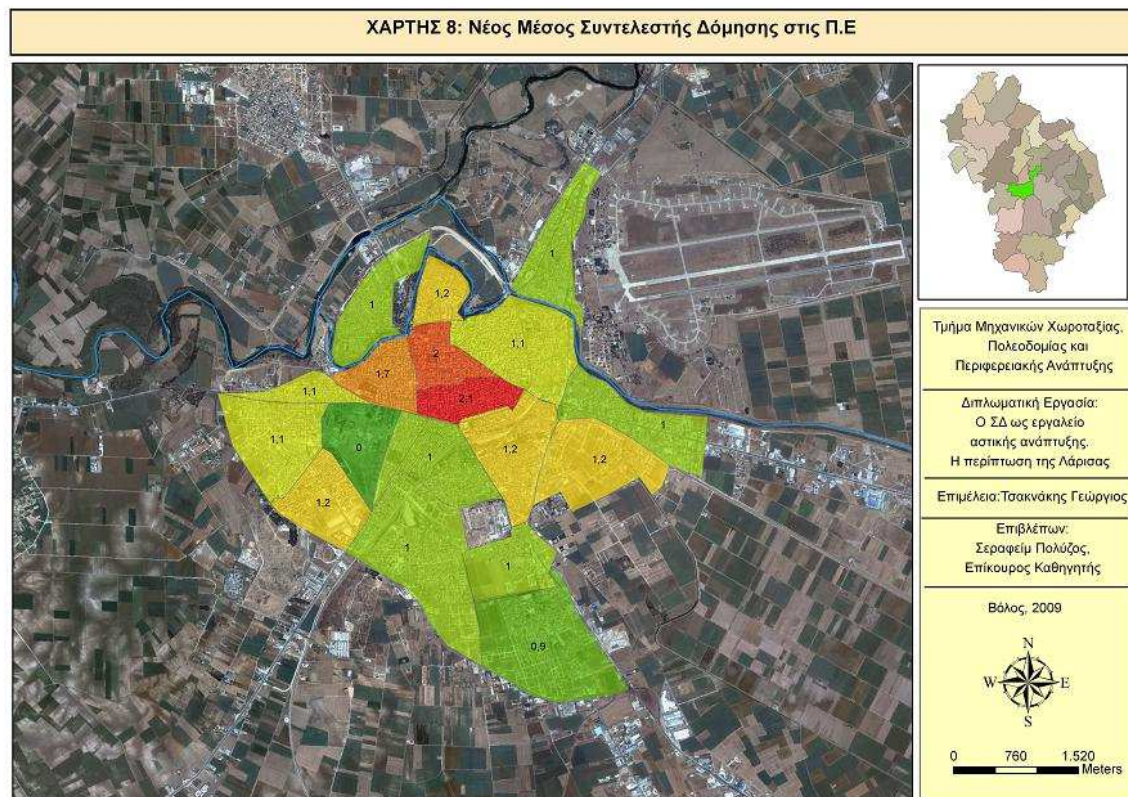 ΧΑΡΤΗΣ 8: Νέος Μέσος Συντελεστής Δόμησης στις Π.Ε
1
1
1,2
1,1
2
1,7
2,1
1,1
1
1,1
0
1
1,2
1,2
1,2
1
1
0,9
Τμήμα Μηχανικών Χωροταξίας,
Πολεοδομίας και
Περιφερειακής Ανάπτυξης
Διπλωματική Εργασία:
Ο ΣΔ ως εργαλείο
αστικής ανάπτυξης.
Η περίπτωση της Λάρισας
Επιμέλεια:Τσακνάκης Γεώργιος
Επιβλέπων:
Σεραφείμ Πολύζος,
Επίκουρος Καθηγητής
Βόλος, 2009
N
W E
S
0 760 1.520
Meters